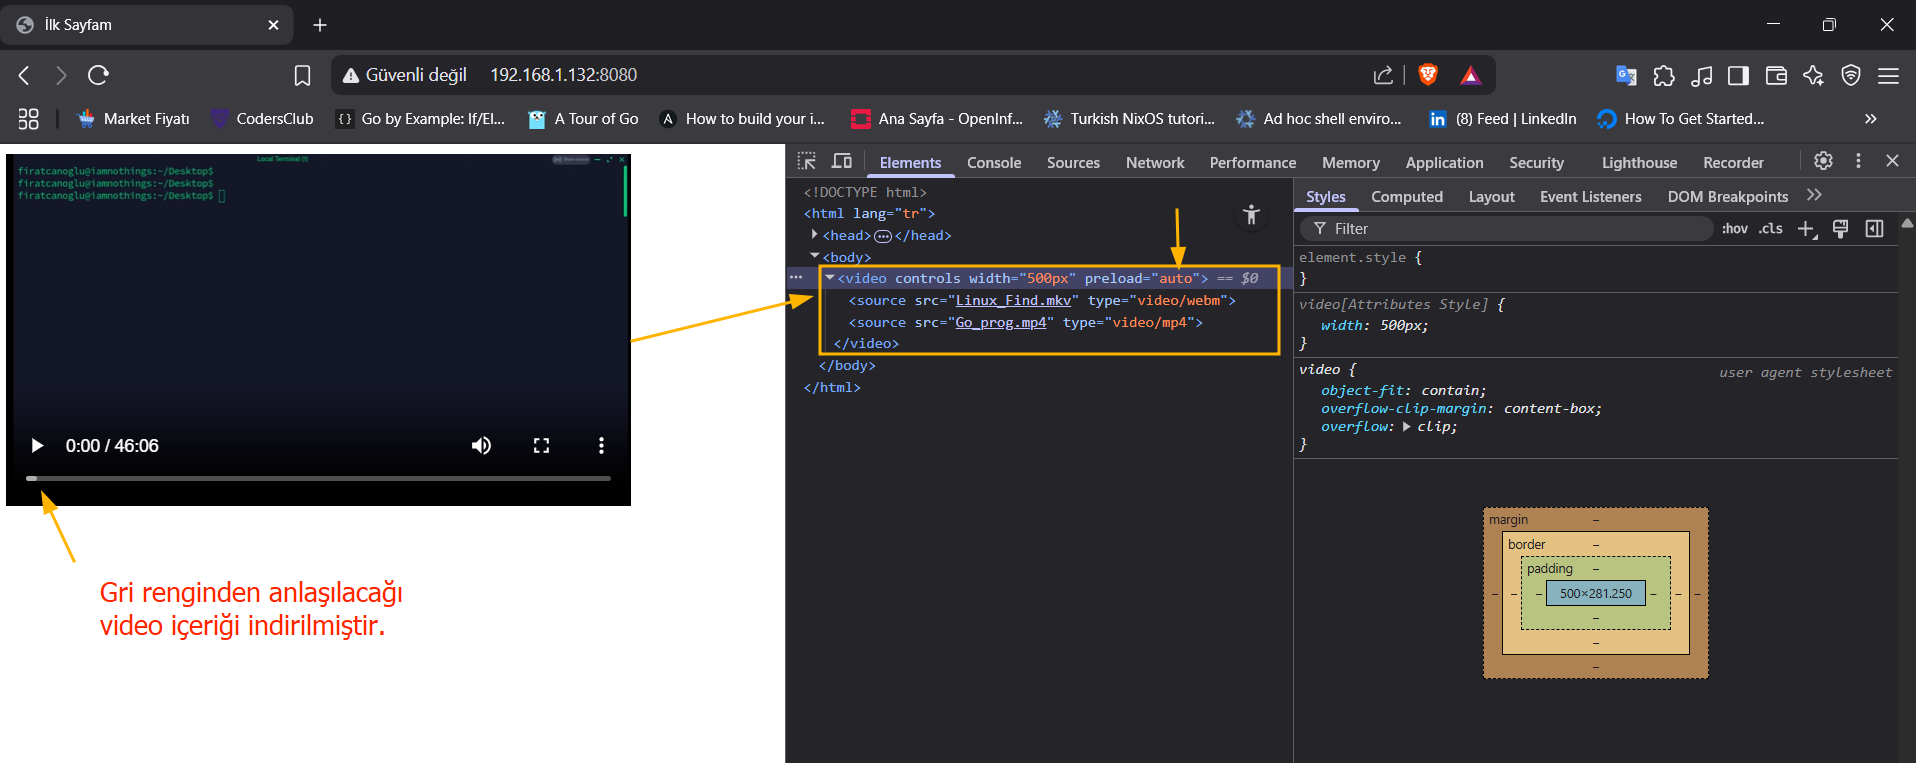 İlk Sayfam
Güvenli değil 192.168.1.132:8080
Market Fiyatı CodersClub Go by Example: If/El... A Tour of Go How to build your i... Ana Sayfa - OpenInf... Turkish NixOS tutori... Ad hoc shell enviro... (8) Feed | LinkedIn How To Get Started...
Local Terminal (1)
firatcanoglu@iamnothings:~/Desktop$
firatcanoglu@iamnothings:~/Desktop$
firatcanoglu@iamnothings:~/Desktop$
0:00 / 46:06
Gri renginden anlaşılacağı
video içeriği indirilmiştir.
Elements Console Sources Network Performance Memory Application Security Lighthouse Recorder
<!DOCTYPE html>
<html lang="tr">
<head> ... </head>
<body>
<video controls width="500px" preload="auto"> == $0
<source src="Linux_Find.mkv" type="video/webm">
<source src="Go_prog.mp4" type="video/mp4">
</video>
</body>
</html>
Styles Computed Layout Event Listeners DOM Breakpoints
Filter :hov .cls
element.style {
}
video[Attributes Style] {
width: 500px;
}
video { user agent stylesheet
object-fit: contain;
overflow-clip-margin: content-box;
overflow: clip;
}
margin –
border –
padding –
– – – 500×281.250 – – –
–
–
–